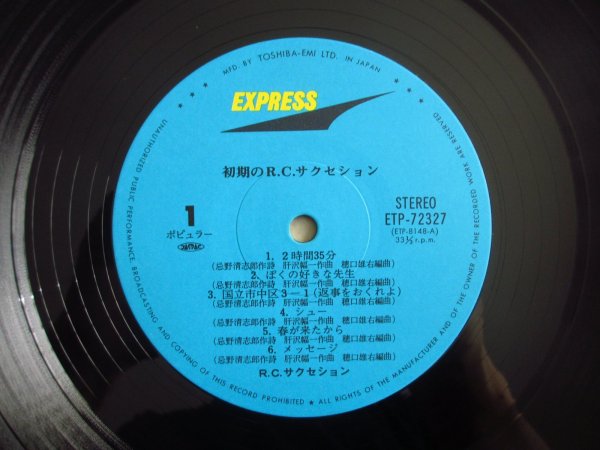 MFD. BY TOSHIBA-EMI LTD. IN JAPAN
EXPRESS
初期のR.C.サクセション
1
ポピュラー
STEREO
ETP-72327
(ETP-8148-A)
33⅓ r.p.m.
1. 2時間35分
(忌野清志郎作詩 肝沢幅一作曲 穂口雄右編曲)
2. ぼくの好きな先生
(忌野清志郎作詩 肝沢幅一作曲 穂口雄右編曲)
3. 国立市中区3−1(返事をおくれよ)
(忌野清志郎作詩 肝沢幅一作曲 穂口雄右編曲)
4. シュー
(忌野清志郎作詩 肝沢幅一作曲 穂口雄右編曲)
5. 春が来たから
(忌野清志郎作詩 肝沢幅一作曲 穂口雄右編曲)
6. メッセージ
(忌野清志郎作詩 肝沢幅一作曲 穂口雄右編曲)
R.C.サクセション
UNAUTHORIZED PUBLIC PERFORMANCE, BROADCASTING AND COPYING OF THIS RECORD PROHIBITED ★ ALL RIGHTS OF THE MANUFACTURER AND OF THE OWNER OF THE RECORDED WORK ARE RESERVED